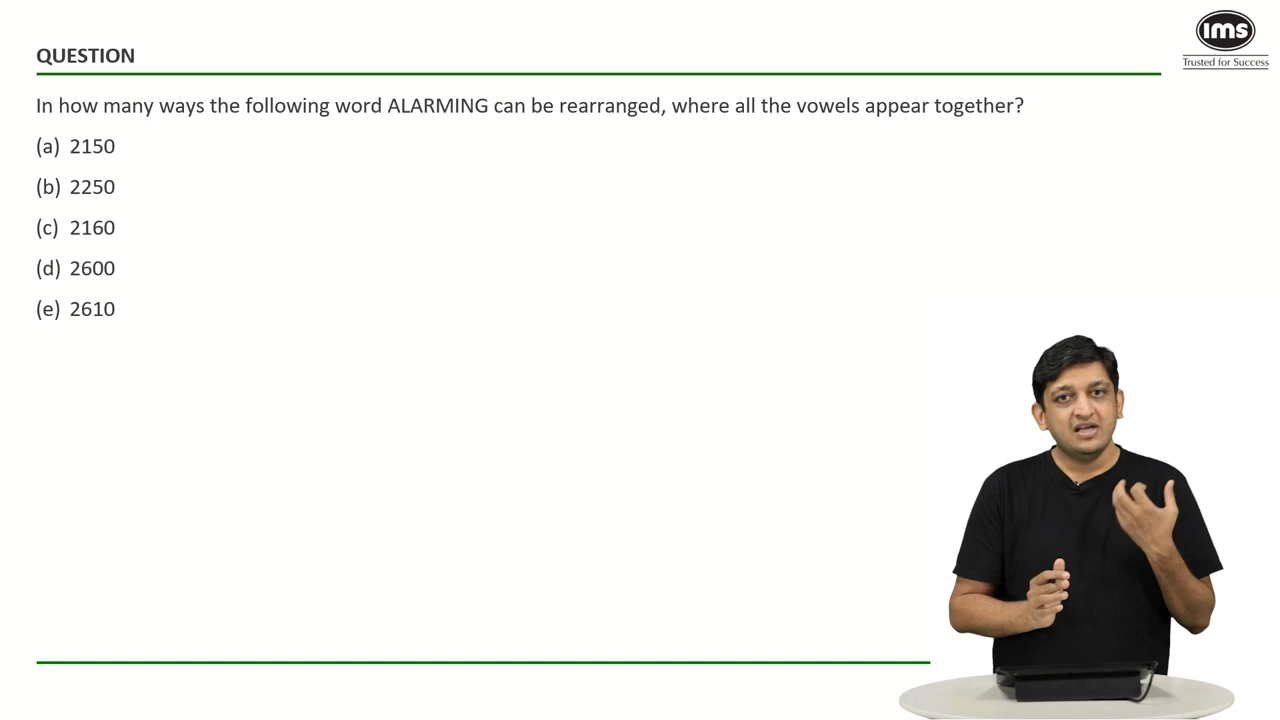 QUESTION
ims
Trusted for Success
In how many ways the following word ALARMING can be rearranged, where all the vowels appear together?
(a) 2150
(b) 2250
(c) 2160
(d) 2600
(e) 2610